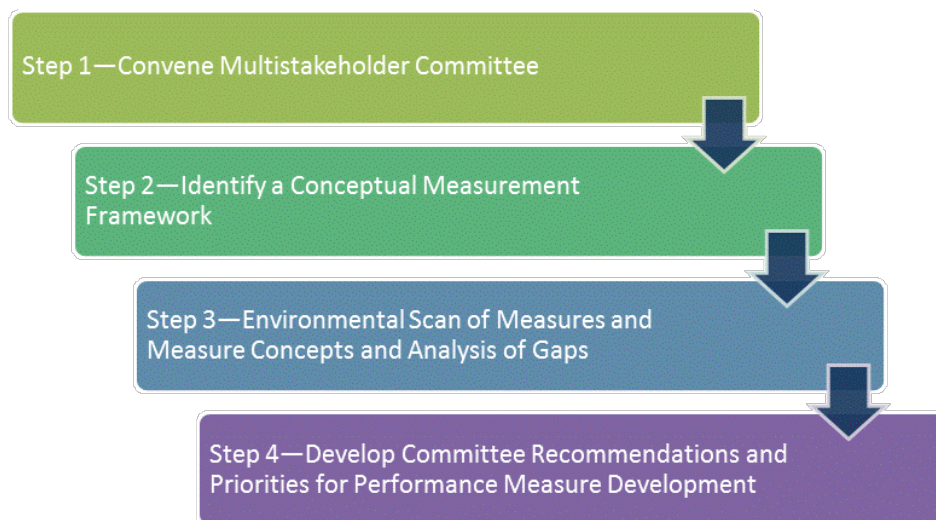 Step 1—Convene Multistakeholder Committee
Step 2—Identify a Conceptual Measurement
Framework
Step 3—Environmental Scan of Measures and
Measure Concepts and Analysis of Gaps
Step 4—Develop Committee Recommendations and
Priorities for Performance Measure Development